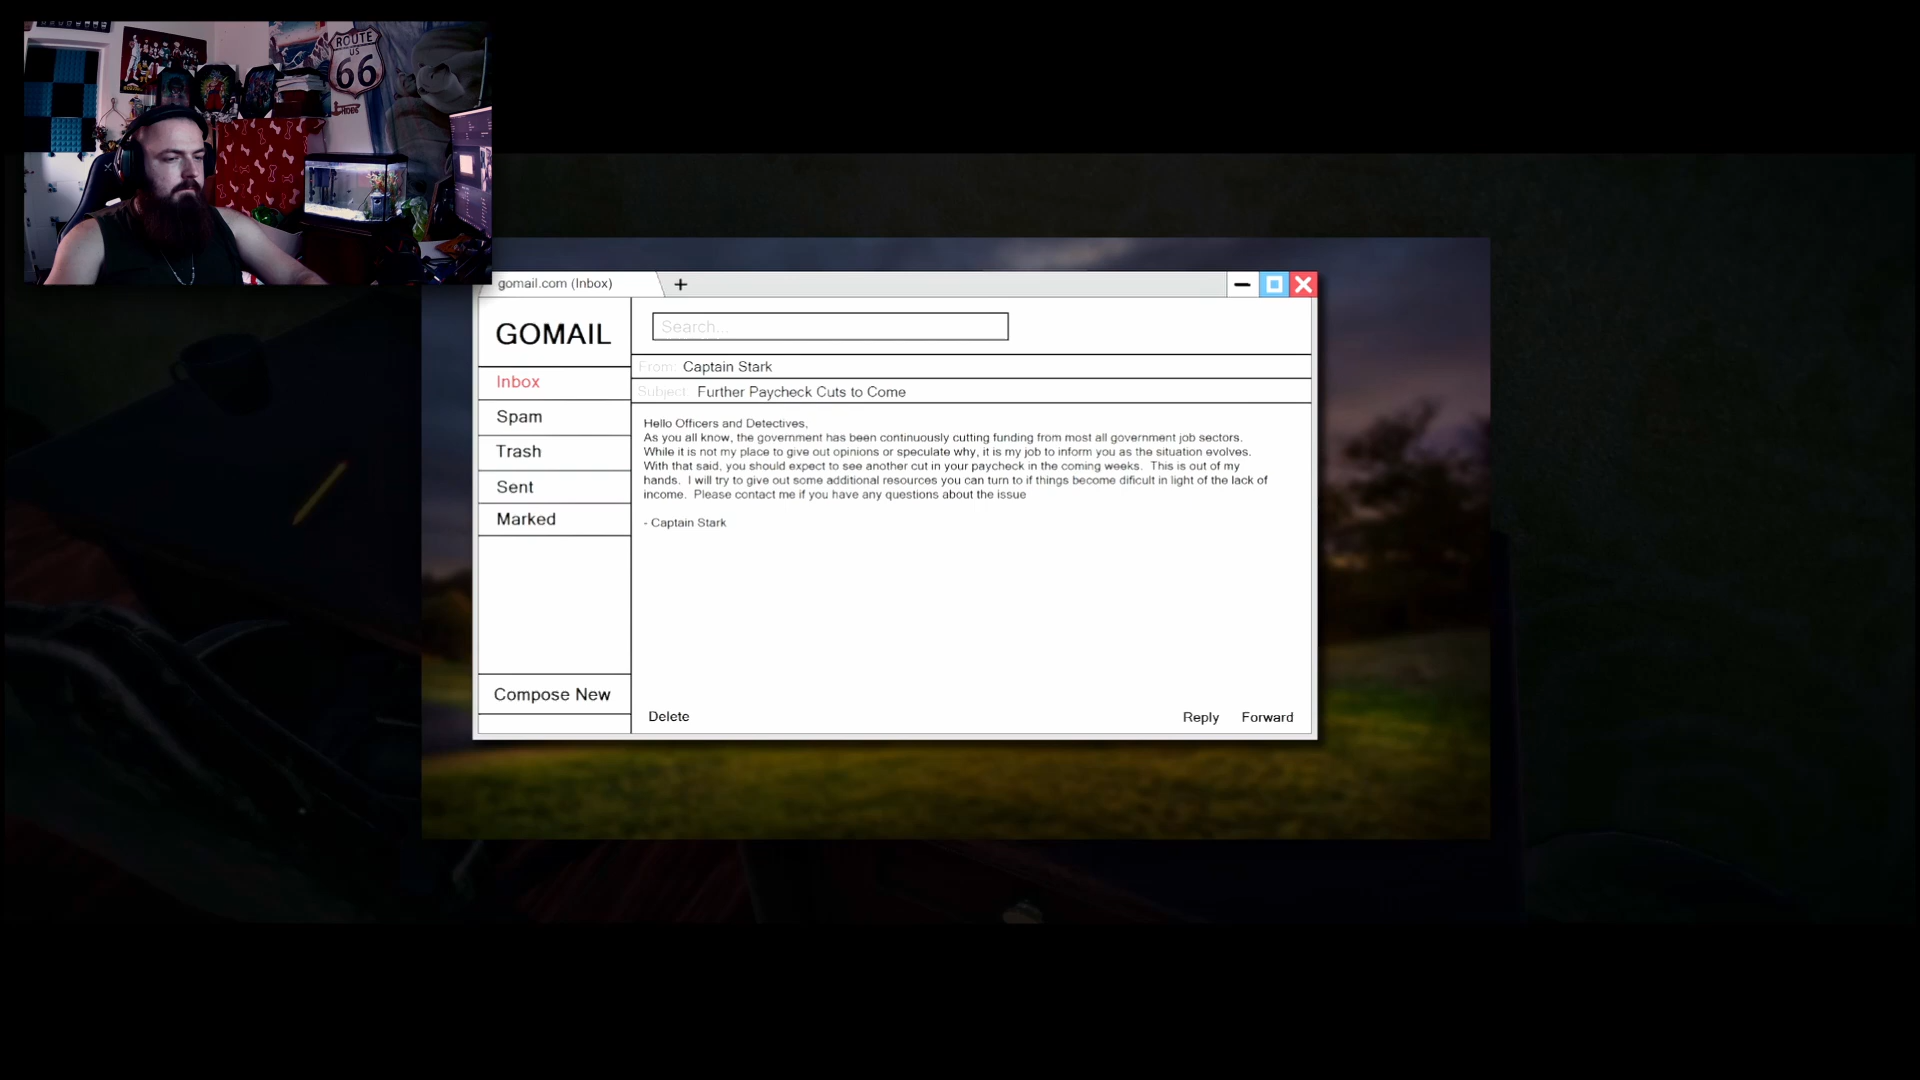 ROUTE
US
66
gomail.com (Inbox)
+
GOMAIL
Search...
Inbox
Spam
Trash
Sent
Marked
Compose New
From: Captain Stark
Subject: Further Paycheck Cuts to Come
Hello Officers and Detectives,
As you all know, the government has been continuously cutting funding from most all government job sectors.
While it is not my place to give out opinions or speculate why, it is my job to inform you as the situation evolves.
With that said, you should expect to see another cut in your paycheck in the coming weeks. This is out of my
hands. I will try to give out some additional resources you can turn to if things become dificult in light of the lack of
income. Please contact me if you have any questions about the issue
- Captain Stark
Delete
Reply
Forward